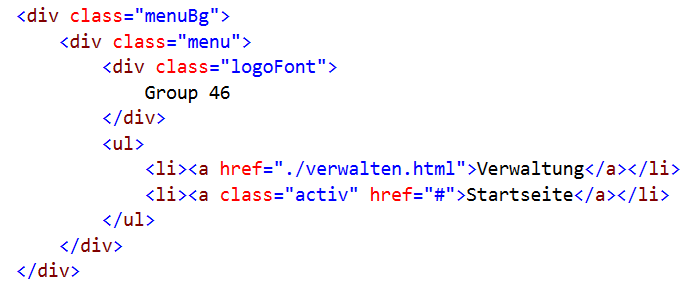 <div class="menuBg">
    <div class="menu">
        <div class="logoFont">
            Group 46
        </div>
        <ul>
            <li><a href="./verwalten.html">Verwaltung</a></li>
            <li><a class="activ" href="#">Startseite</a></li>
        </ul>
    </div>
</div>